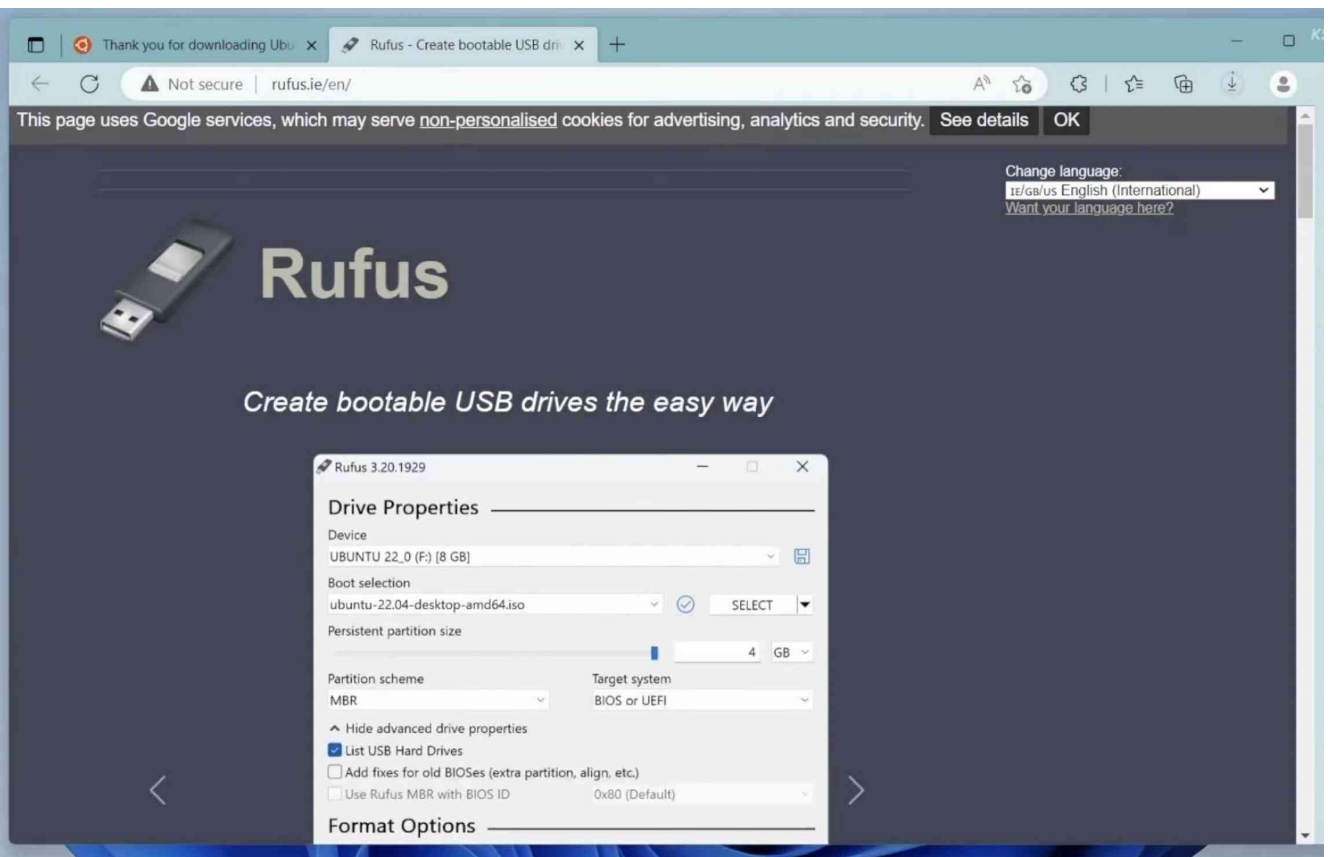 Thank you for downloading Ubu
Rufus - Create bootable USB driv
Not secure rufus.ie/en/
This page uses Google services, which may serve non-personalised cookies for advertising, analytics and security. See details OK
Change language:
IE/GB/US English (International)
Want your language here?
Rufus
Create bootable USB drives the easy way
Rufus 3.20.1929
Drive Properties
Device
UBUNTU 22_0 (F:) [8 GB]
Boot selection
ubuntu-22.04-desktop-amd64.iso SELECT
Persistent partition size
4 GB
Partition scheme Target system
MBR BIOS or UEFI
Hide advanced drive properties
List USB Hard Drives
Add fixes for old BIOSes (extra partition, align, etc.)
Use Rufus MBR with BIOS ID 0x80 (Default)
Format Options